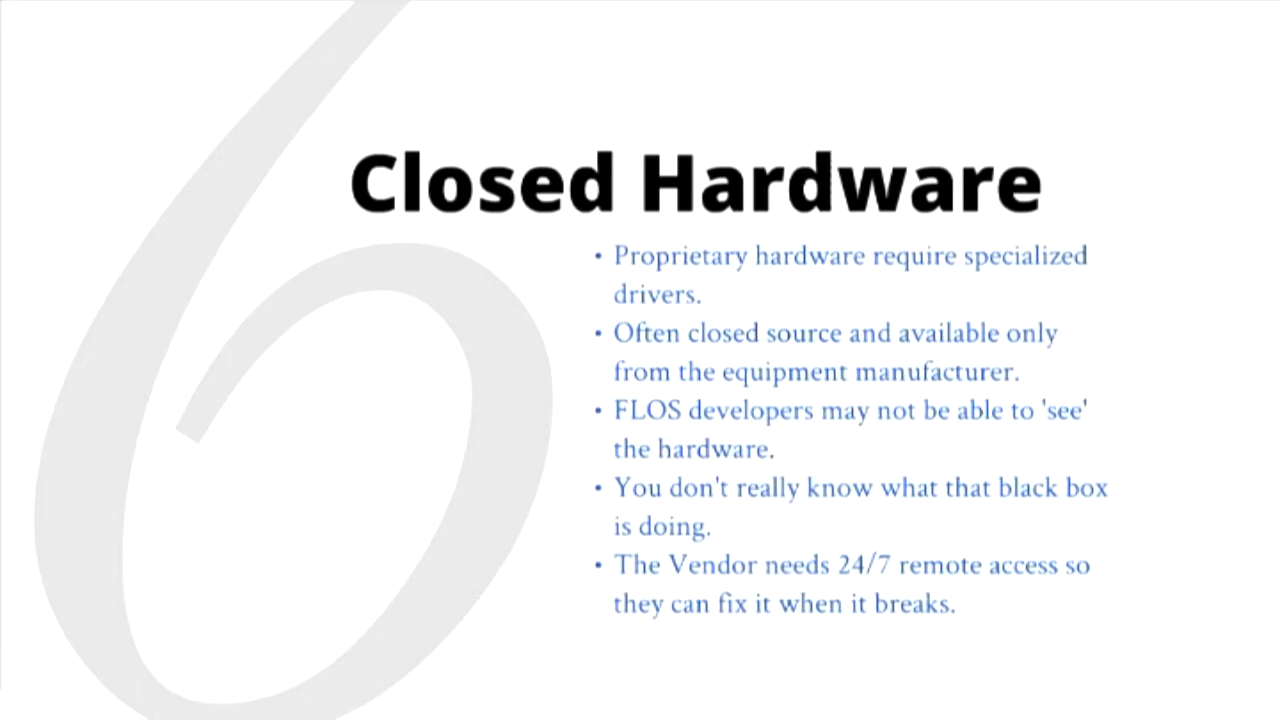 6
Closed Hardware
• Proprietary hardware require specialized
drivers.
• Often closed source and available only
from the equipment manufacturer.
• FLOS developers may not be able to 'see'
the hardware.
• You don't really know what that black box
is doing.
• The Vendor needs 24/7 remote access so
they can fix it when it breaks.